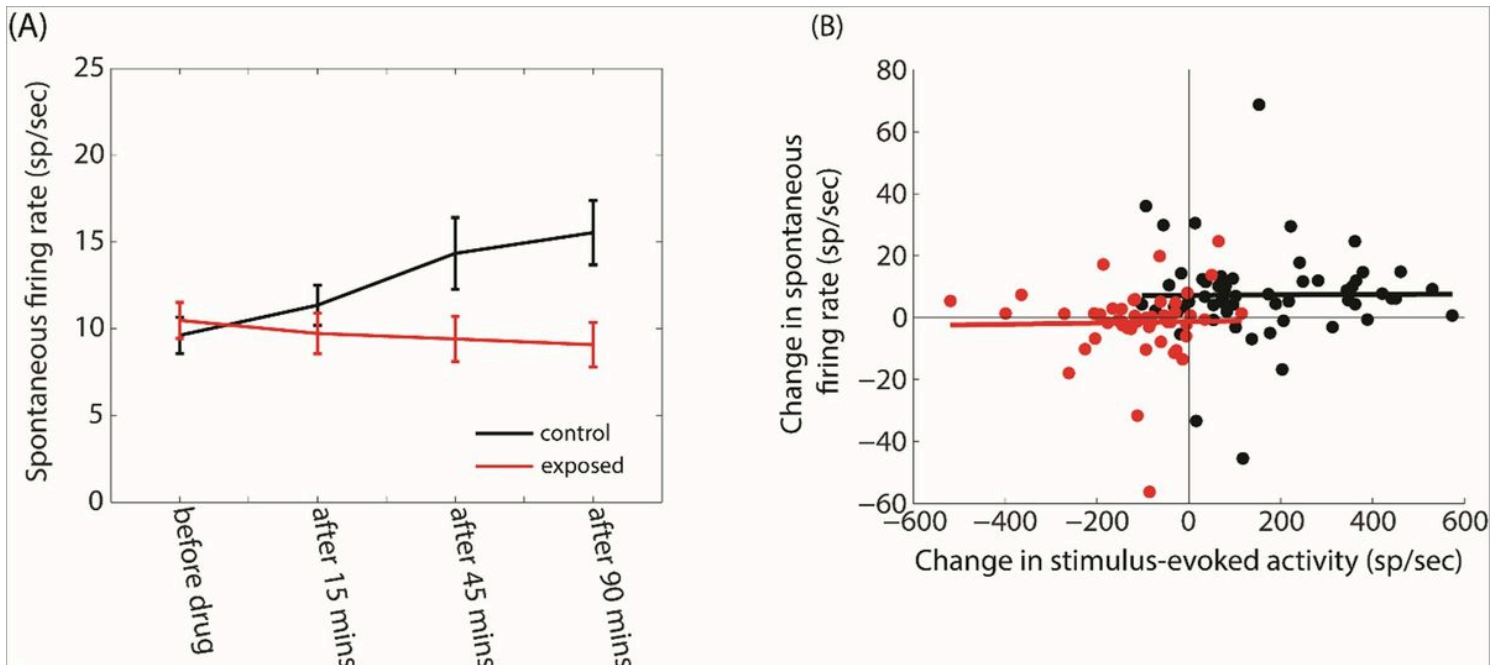 (A)
Spontaneous firing rate (sp/sec)
25
20
15
10
5
0
control
exposed
before drug
after 15 mins
after 45 mins
after 90 mins
(B)
Change in spontaneous
firing rate (sp/sec)
80
60
40
20
0
−20
−40
−60
−600
−400
−200
0
200
400
600
Change in stimulus-evoked activity (sp/sec)